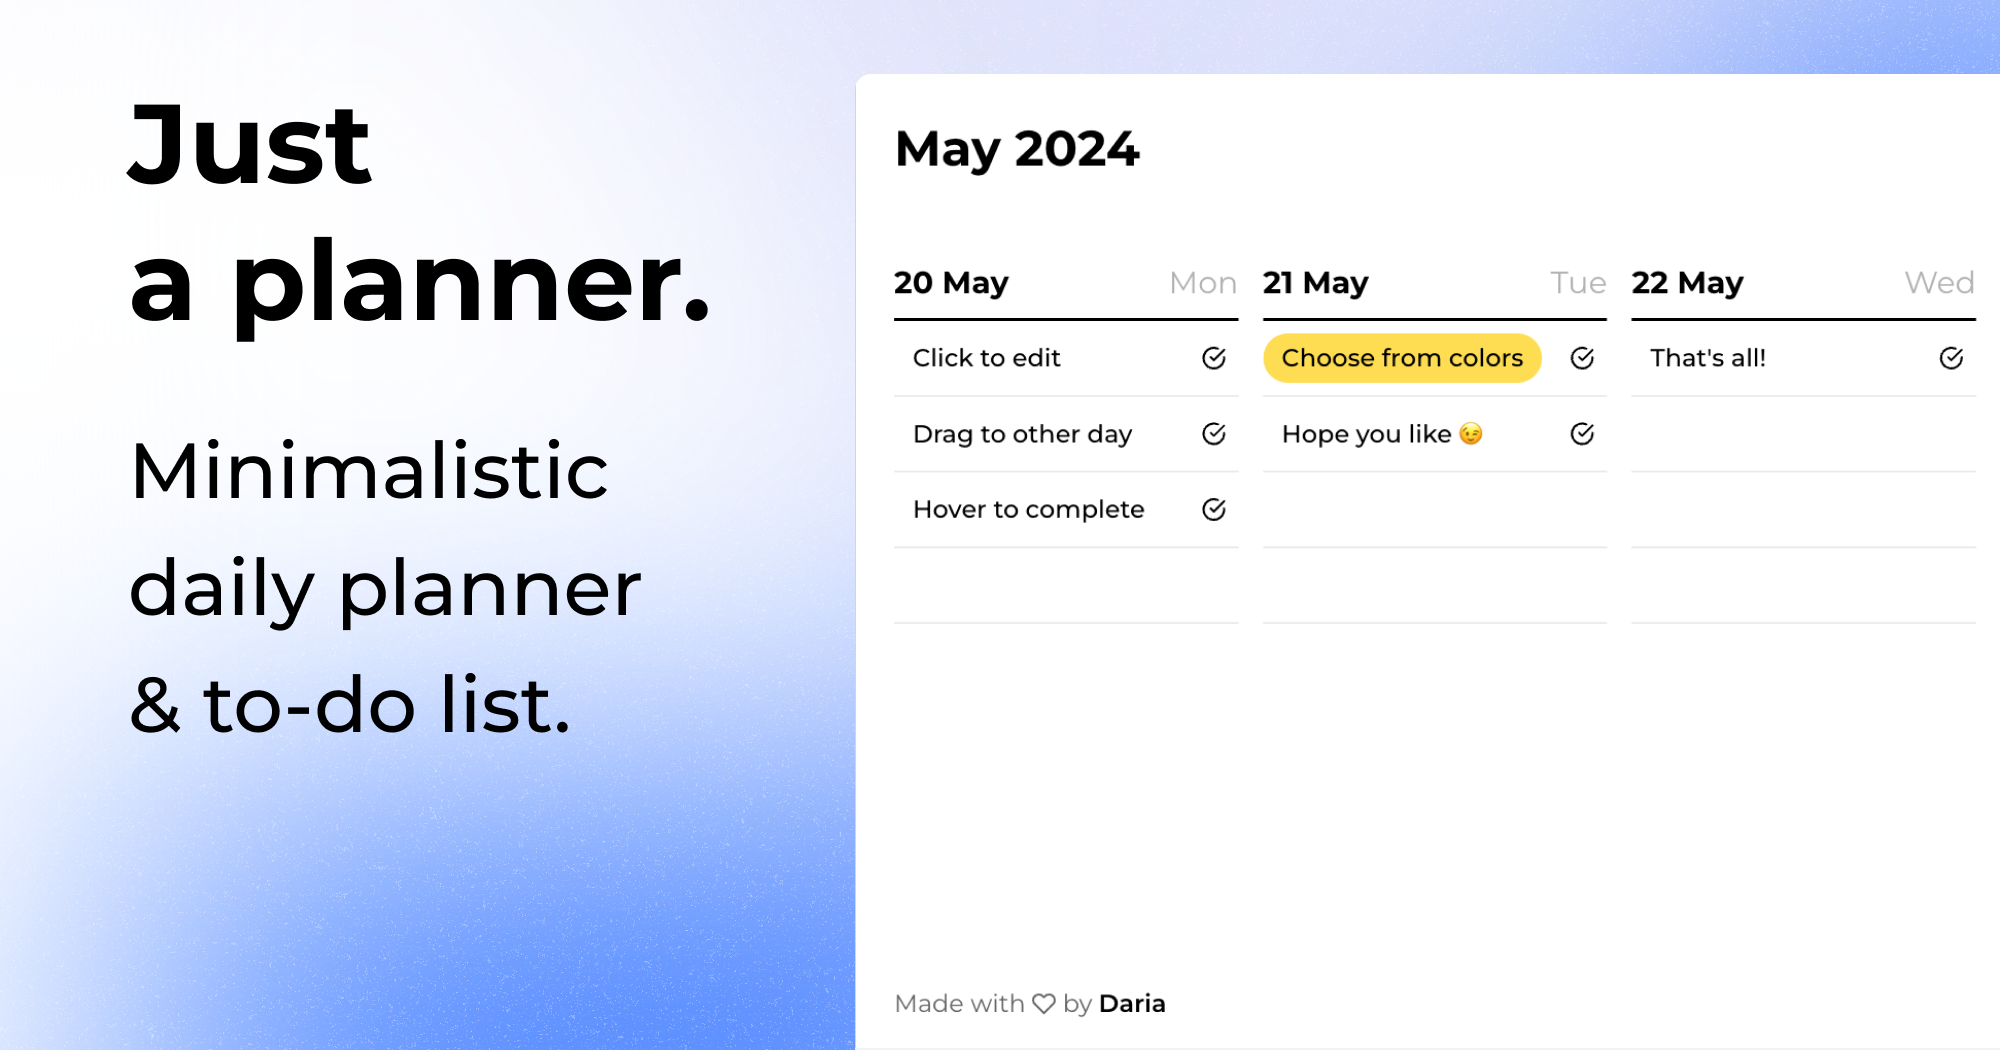 Just
a planner.
Minimalistic
daily planner
& to-do list.
May 2024
20 May Mon
Click to edit
Drag to other day
Hover to complete
21 May Tue
Choose from colors
Hope you like 😉
22 May Wed
That's all!
Made with ♡ by Daria